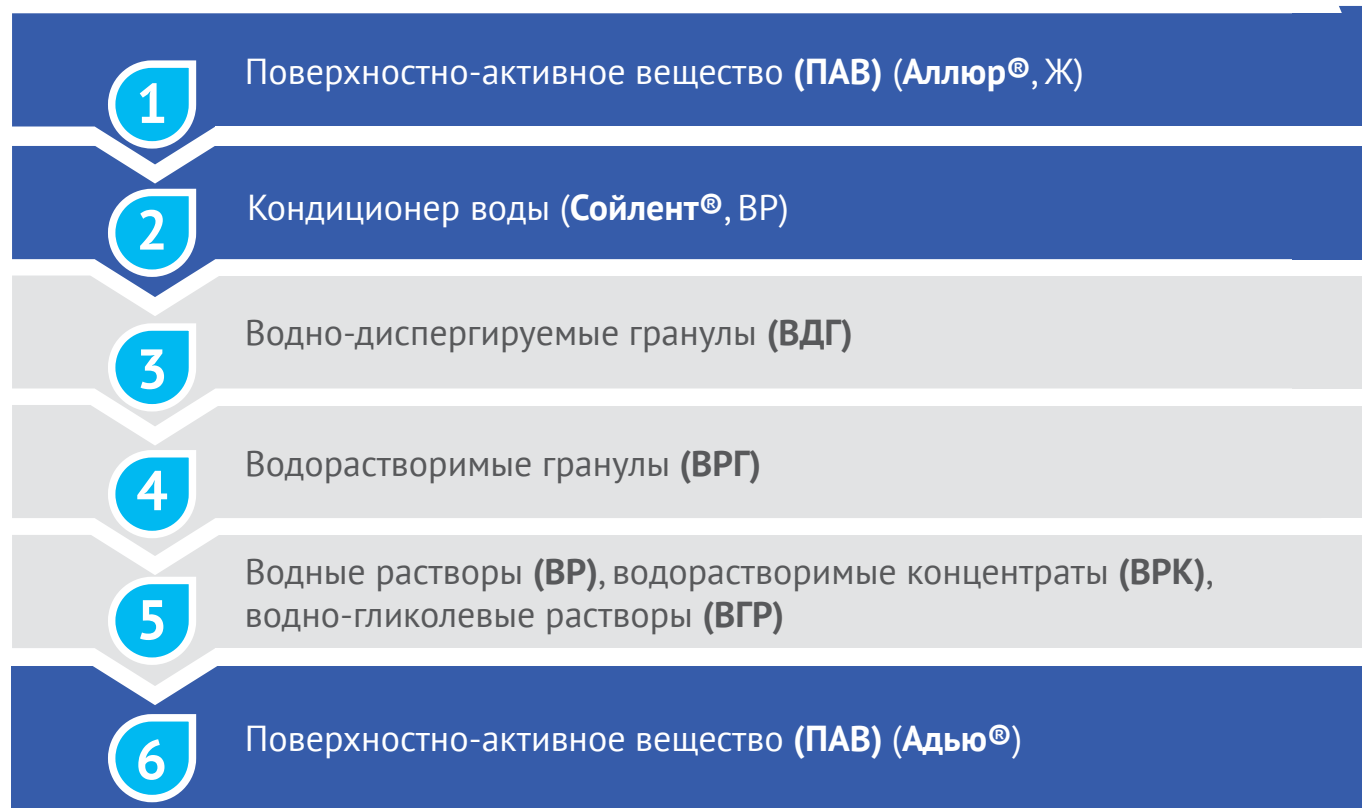 1
Поверхностно-активное вещество (ПАВ) (Аллюр®, Ж)
2
Кондиционер воды (Сойлент®, ВР)
3
Водно-диспергируемые гранулы (ВДГ)
4
Водорастворимые гранулы (ВРГ)
5
Водные растворы (ВР), водорастворимые концентраты (ВРК),
водно-гликолевые растворы (ВГР)
6
Поверхностно-активное вещество (ПАВ) (Адью®)